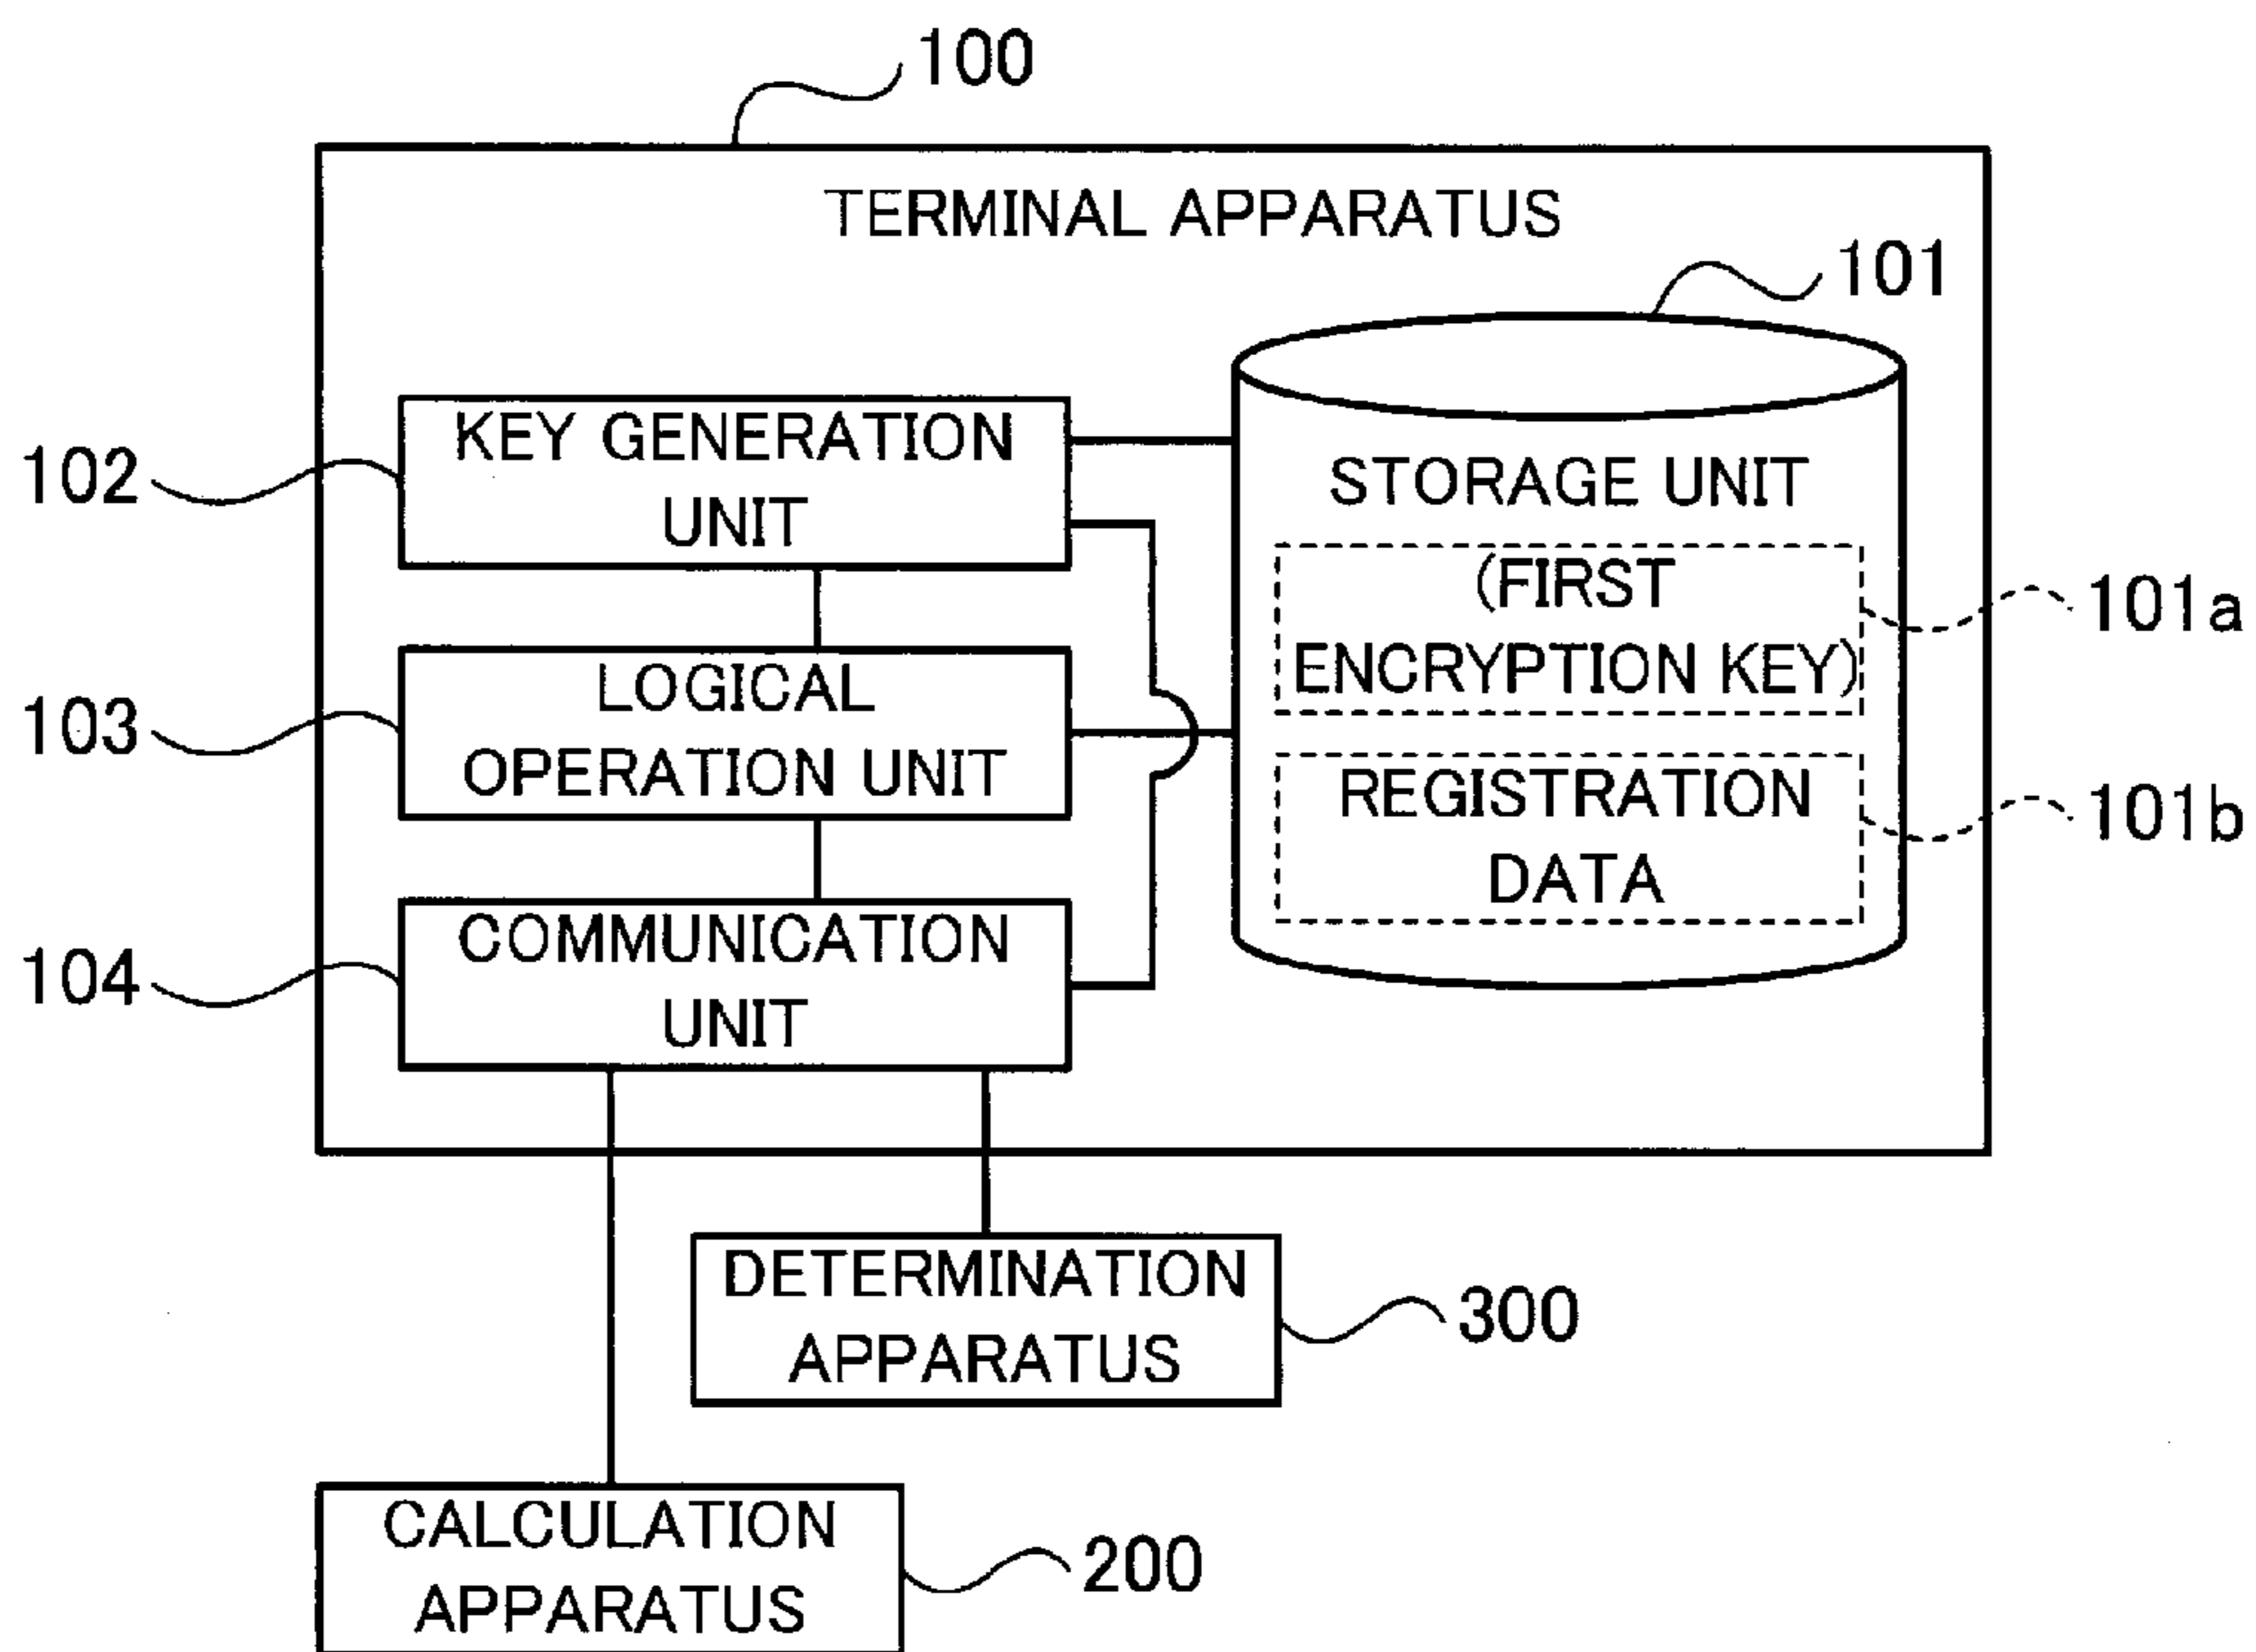 100
TERMINAL APPARATUS
101
KEY GENERATION
UNIT
102
STORAGE UNIT
(FIRST
ENCRYPTION KEY)
101a
LOGICAL
OPERATION UNIT
103
REGISTRATION
DATA
101b
COMMUNICATION
UNIT
104
DETERMINATION
APPARATUS
300
CALCULATION
APPARATUS
200